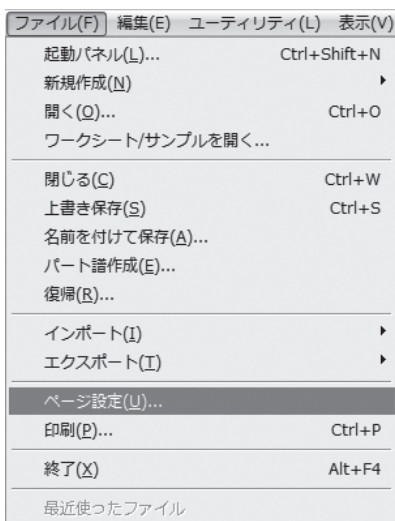 ファイル(F) 編集(E) ユーティリティ(L) 表示(V)
起動パネル(L)... Ctrl+Shift+N
新規作成(N)
開く(O)... Ctrl+O
ワークシート/サンプルを開く...
閉じる(C) Ctrl+W
上書き保存(S) Ctrl+S
名前を付けて保存(A)...
パート譜作成(E)...
復帰(R)...
インポート(I)
エクスポート(T)
ページ設定(U)...
印刷(P)... Ctrl+P
終了(X) Alt+F4
最近使ったファイル